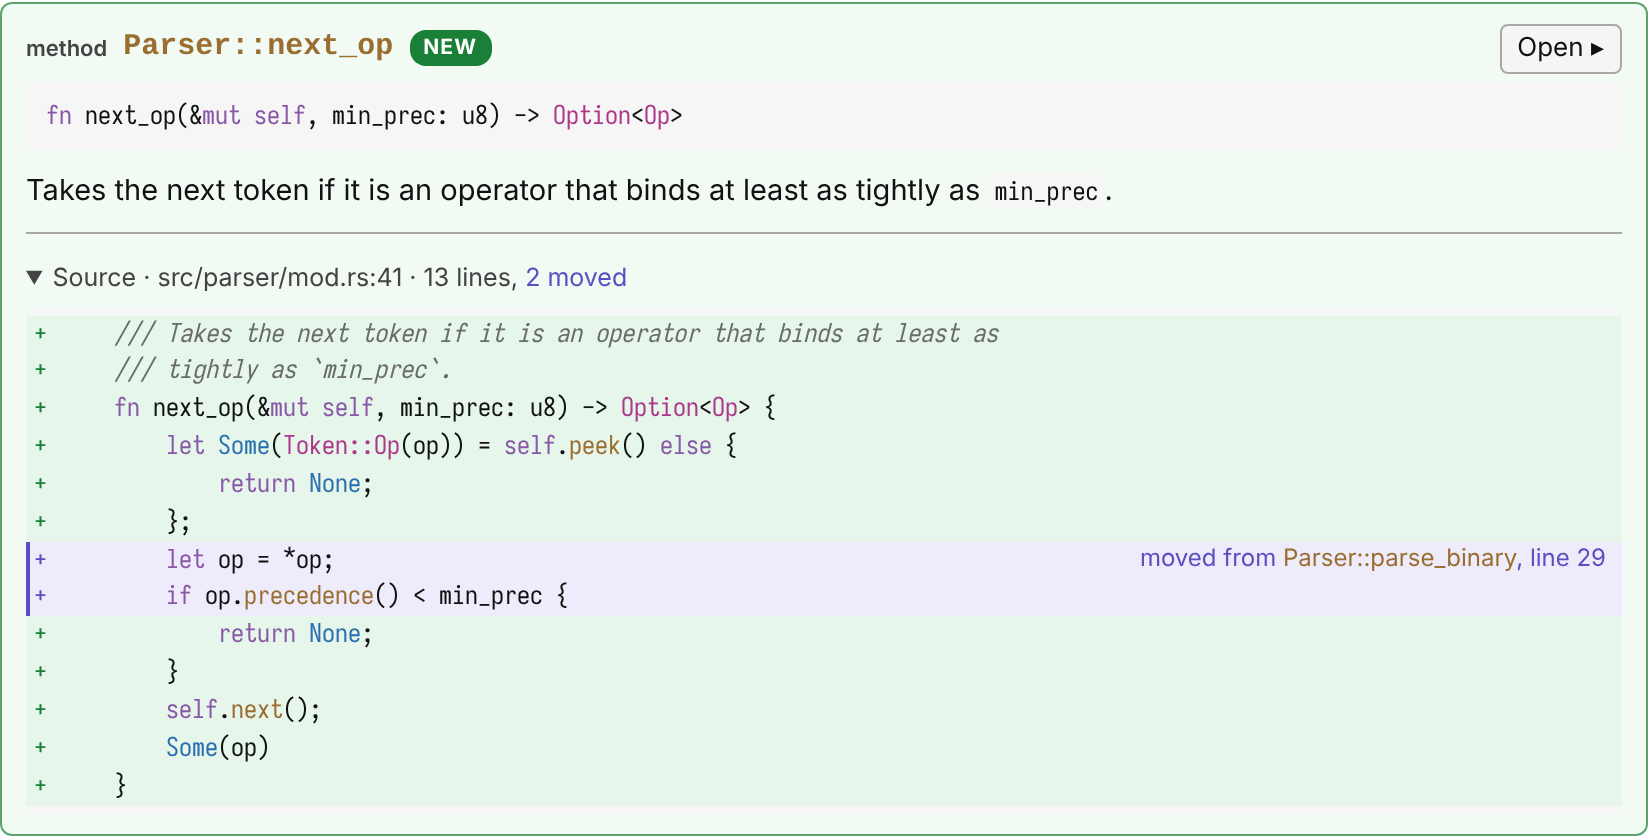 method Parser::next_op NEW Open ▸
fn next_op(&mut self, min_prec: u8) -> Option<Op>
Takes the next token if it is an operator that binds at least as tightly as min_prec.
▼ Source · src/parser/mod.rs:41 · 13 lines, 2 moved
+     /// Takes the next token if it is an operator that binds at least as
+     /// tightly as `min_prec`.
+     fn next_op(&mut self, min_prec: u8) -> Option<Op> {
+         let Some(Token::Op(op)) = self.peek() else {
+             return None;
+         };
+         let op = *op; moved from Parser::parse_binary, line 29
+         if op.precedence() < min_prec {
+             return None;
+         }
+         self.next();
+         Some(op)
+     }